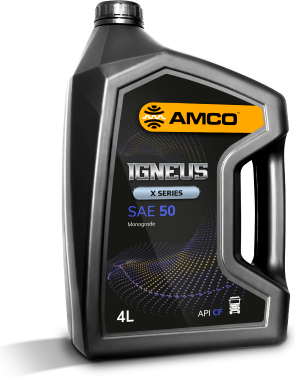 AMCO
IGNEUS
X SERIES
SAE 50
Monograde
4L
API CF